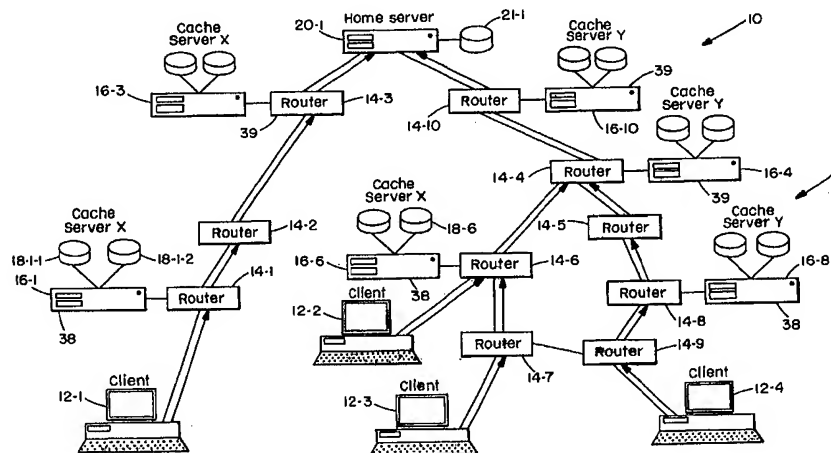 Home server
20-1
21-1
10
Cache
Server X
16-3
Router
14-3
39
Cache
Server Y
39
Router
14-10
16-10
Cache
Server Y
14-4
Router
16-4
39
Router
14-2
Cache
Server X
18-1-1
18-1-2
16-1
Router
14-1
38
Cache
Server X
18-6
16-6
Router
14-6
38
14-5
Router
Cache
Server Y
16-8
Router
14-8
38
Client
12-2
Router
14-7
Router
14-9
Client
12-1
Client
12-3
Client
12-4